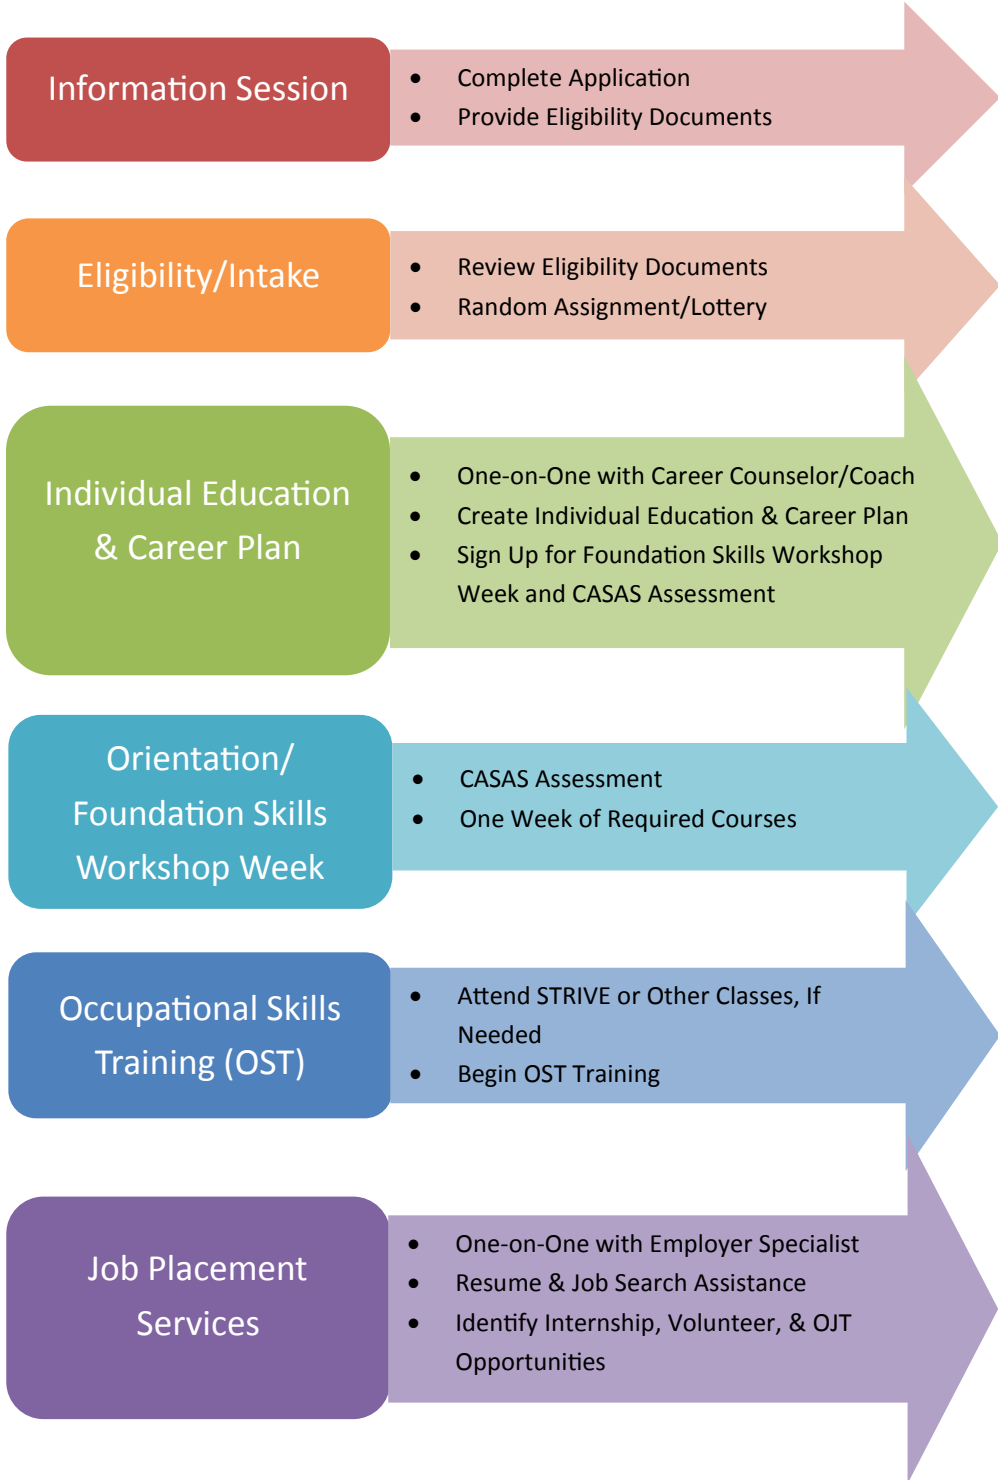 Information Session
• Complete Application
• Provide Eligibility Documents
Eligibility/Intake
• Review Eligibility Documents
• Random Assignment/Lottery
Individual Education
& Career Plan
• One-on-One with Career Counselor/Coach
• Create Individual Education & Career Plan
• Sign Up for Foundation Skills Workshop
Week and CASAS Assessment
Orientation/
Foundation Skills
Workshop Week
• CASAS Assessment
• One Week of Required Courses
Occupational Skills
Training (OST)
• Attend STRIVE or Other Classes, If
Needed
• Begin OST Training
Job Placement
Services
• One-on-One with Employer Specialist
• Resume & Job Search Assistance
• Identify Internship, Volunteer, & OJT
Opportunities